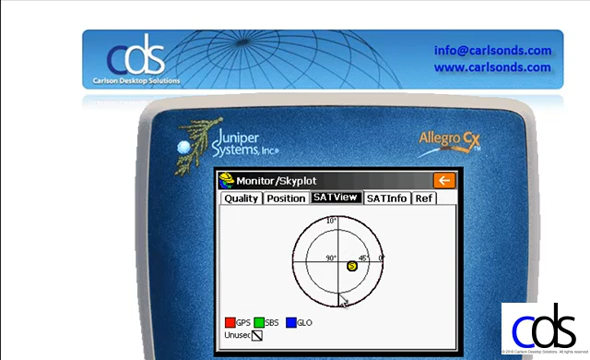 cds
Carlson Desktop Solutions
info@carlsonds.com
www.carlsonds.com
Juniper
Systems, Inc.
Allegro CX™
Monitor/Skyplot
Quality Position SATView SATInfo Ref
10°
90° 45° 0°
S
GPS SBS GLO
Unused
cds